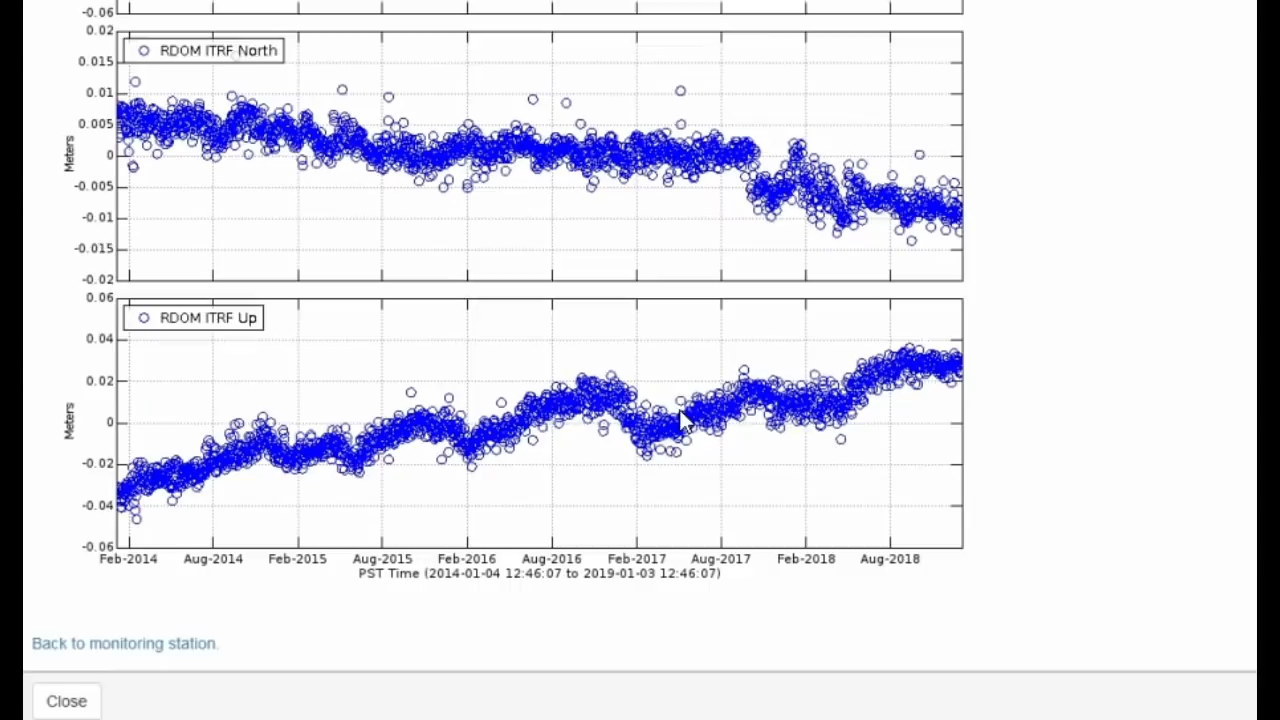 -0.06
0.02
RDOM ITRF North
0.015
0.01
0.005
0
-0.005
-0.01
-0.015
-0.02
Meters
0.06
RDOM ITRF Up
0.04
0.02
0
-0.02
-0.04
-0.06
Meters
Feb-2014 Aug-2014 Feb-2015 Aug-2015 Feb-2016 Aug-2016 Feb-2017 Aug-2017 Feb-2018 Aug-2018
PST Time (2014-01-04 12:46:07 to 2019-01-03 12:46:07)
Back to monitoring station.
Close